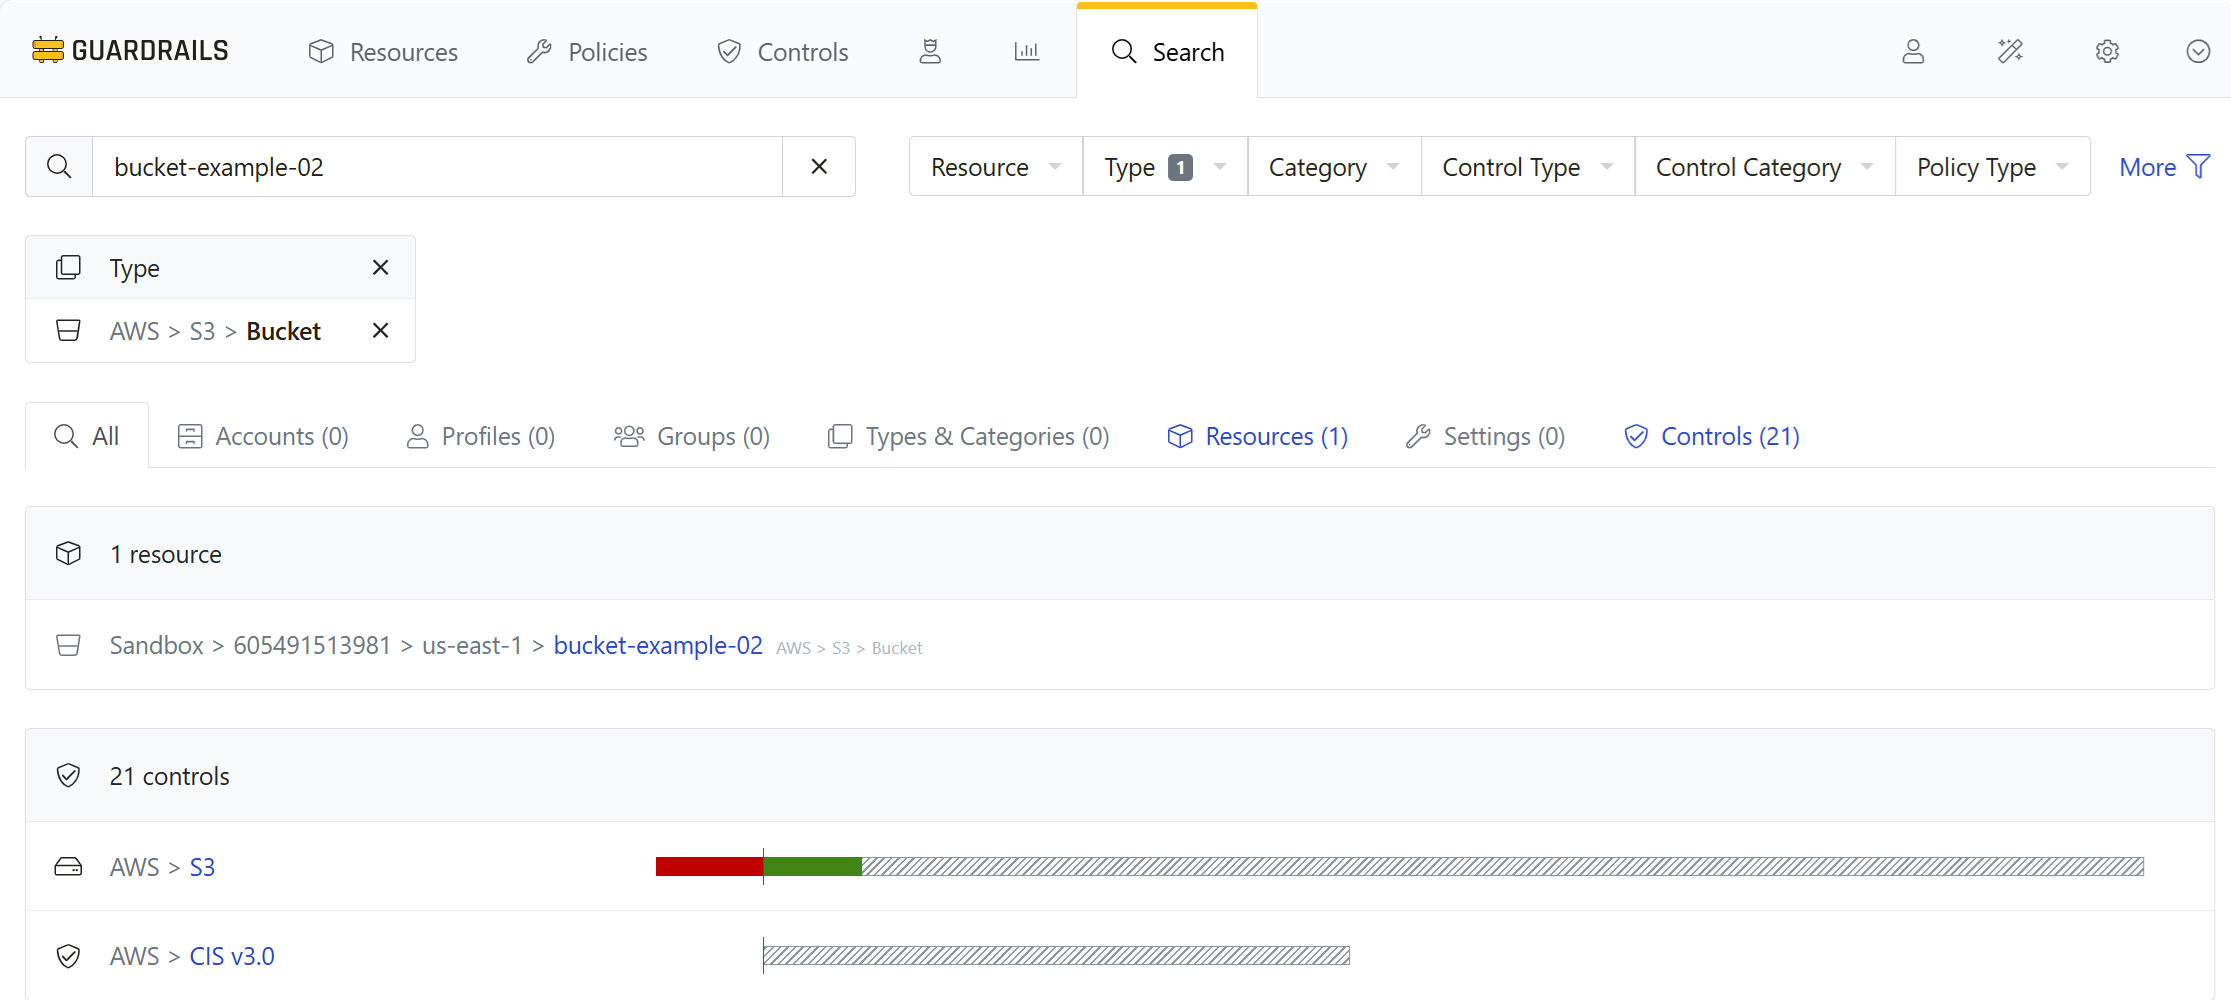 GUARDRAILS Resources Policies Controls Search
bucket-example-02 Resource Type 1 Category Control Type Control Category Policy Type More
Type
AWS > S3 > Bucket
All Accounts (0) Profiles (0) Groups (0) Types & Categories (0) Resources (1) Settings (0) Controls (21)
1 resource
Sandbox > 605491513981 > us-east-1 > bucket-example-02 AWS > S3 > Bucket
21 controls
AWS > S3
AWS > CIS v3.0